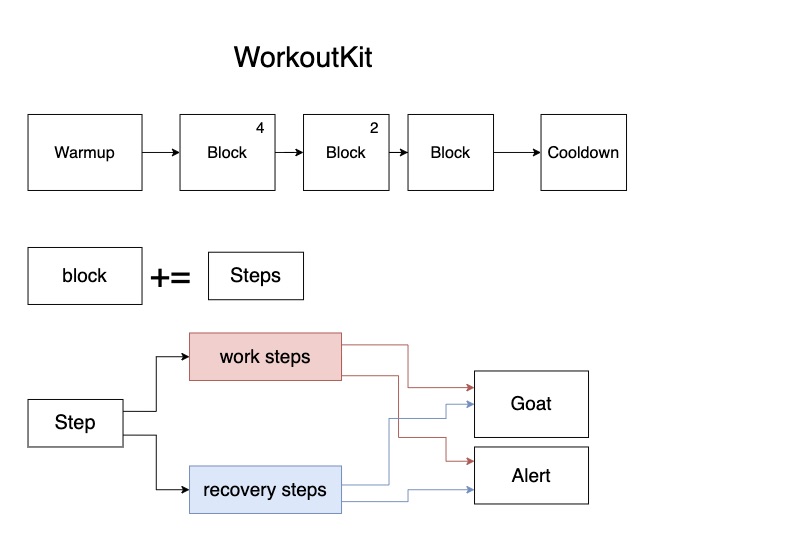 WorkoutKit
Warmup
4
Block
2
Block
Block
Cooldown
block
+=
Steps
work steps
Step
recovery steps
Goat
Alert